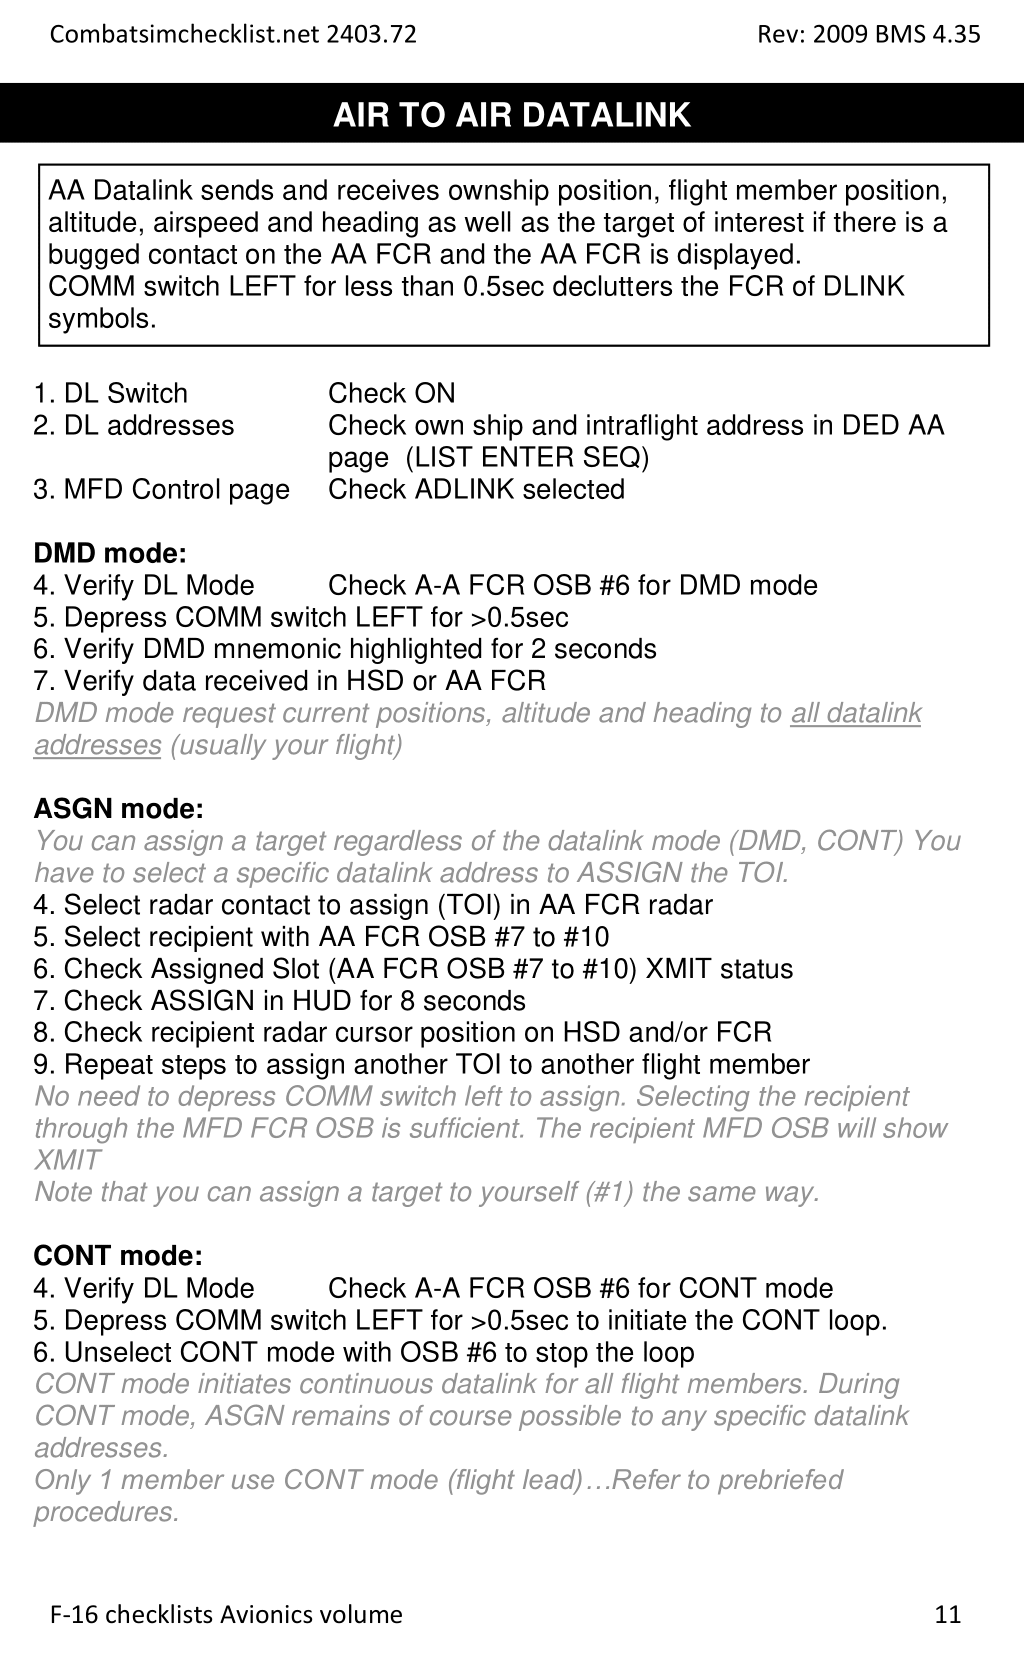 Combatsimchecklist.net 2403.72 Rev: 2009 BMS 4.35
AIR TO AIR DATALINK
AA Datalink sends and receives ownship position, flight member position,
altitude, airspeed and heading as well as the target of interest if there is a
bugged contact on the AA FCR and the AA FCR is displayed.
COMM switch LEFT for less than 0.5sec declutters the FCR of DLINK
symbols.
1. DL Switch Check ON
2. DL addresses Check own ship and intraflight address in DED AA
page (LIST ENTER SEQ)
3. MFD Control page Check ADLINK selected
DMD mode:
4. Verify DL Mode Check A-A FCR OSB #6 for DMD mode
5. Depress COMM switch LEFT for >0.5sec
6. Verify DMD mnemonic highlighted for 2 seconds
7. Verify data received in HSD or AA FCR
DMD mode request current positions, altitude and heading to all datalink
addresses (usually your flight)
ASGN mode:
You can assign a target regardless of the datalink mode (DMD, CONT) You
have to select a specific datalink address to ASSIGN the TOI.
4. Select radar contact to assign (TOI) in AA FCR radar
5. Select recipient with AA FCR OSB #7 to #10
6. Check Assigned Slot (AA FCR OSB #7 to #10) XMIT status
7. Check ASSIGN in HUD for 8 seconds
8. Check recipient radar cursor position on HSD and/or FCR
9. Repeat steps to assign another TOI to another flight member
No need to depress COMM switch left to assign. Selecting the recipient
through the MFD FCR OSB is sufficient. The recipient MFD OSB will show
XMIT
Note that you can assign a target to yourself (#1) the same way.
CONT mode:
4. Verify DL Mode Check A-A FCR OSB #6 for CONT mode
5. Depress COMM switch LEFT for >0.5sec to initiate the CONT loop.
6. Unselect CONT mode with OSB #6 to stop the loop
CONT mode initiates continuous datalink for all flight members. During
CONT mode, ASGN remains of course possible to any specific datalink
addresses.
Only 1 member use CONT mode (flight lead)…Refer to prebriefed
procedures.
F-16 checklists Avionics volume 11